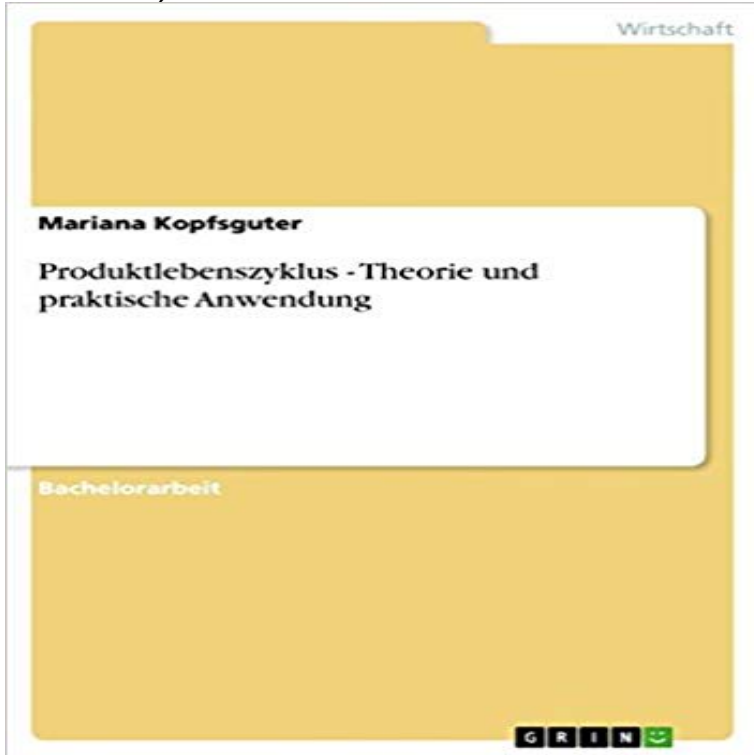 Wirtschaft
Mariana Kopfsguter
Produktlebenszyklus - Theorie und
praktische Anwendung
Bachelorarbeit
GRIN